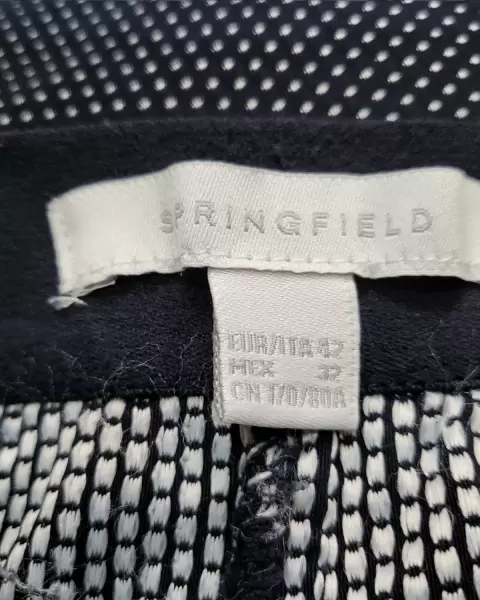 SPRINGFIELD
EUR/ITA 42
MEX 32
CN 170/80A